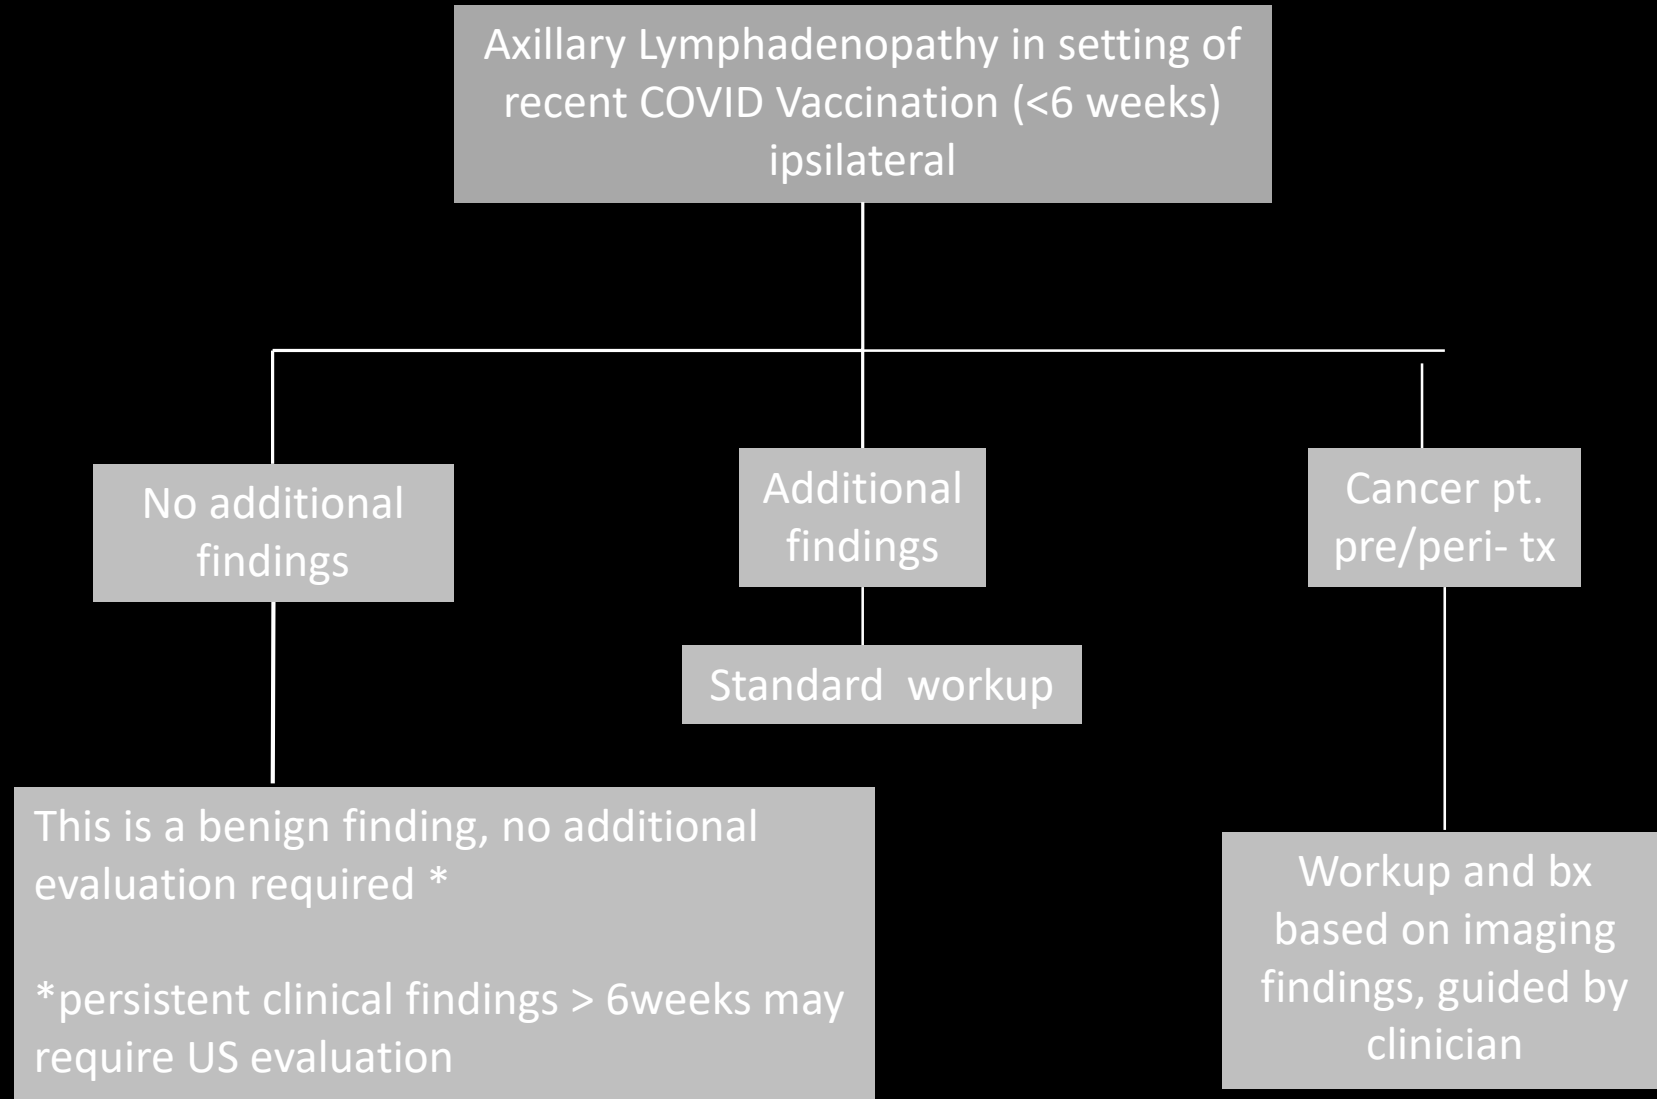 Axillary Lymphadenopathy in setting of
recent COVID Vaccination (<6 weeks)
ipsilateral
No additional
findings
Additional
findings
Cancer pt.
pre/peri- tx
Standard  workup
This is a benign finding, no additional
evaluation required *
*persistent clinical findings > 6weeks may
require US evaluation
Workup and bx
based on imaging
findings, guided by
clinician